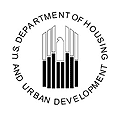 U.S. DEPARTMENT OF HOUSING
AND URBAN DEVELOPMENT